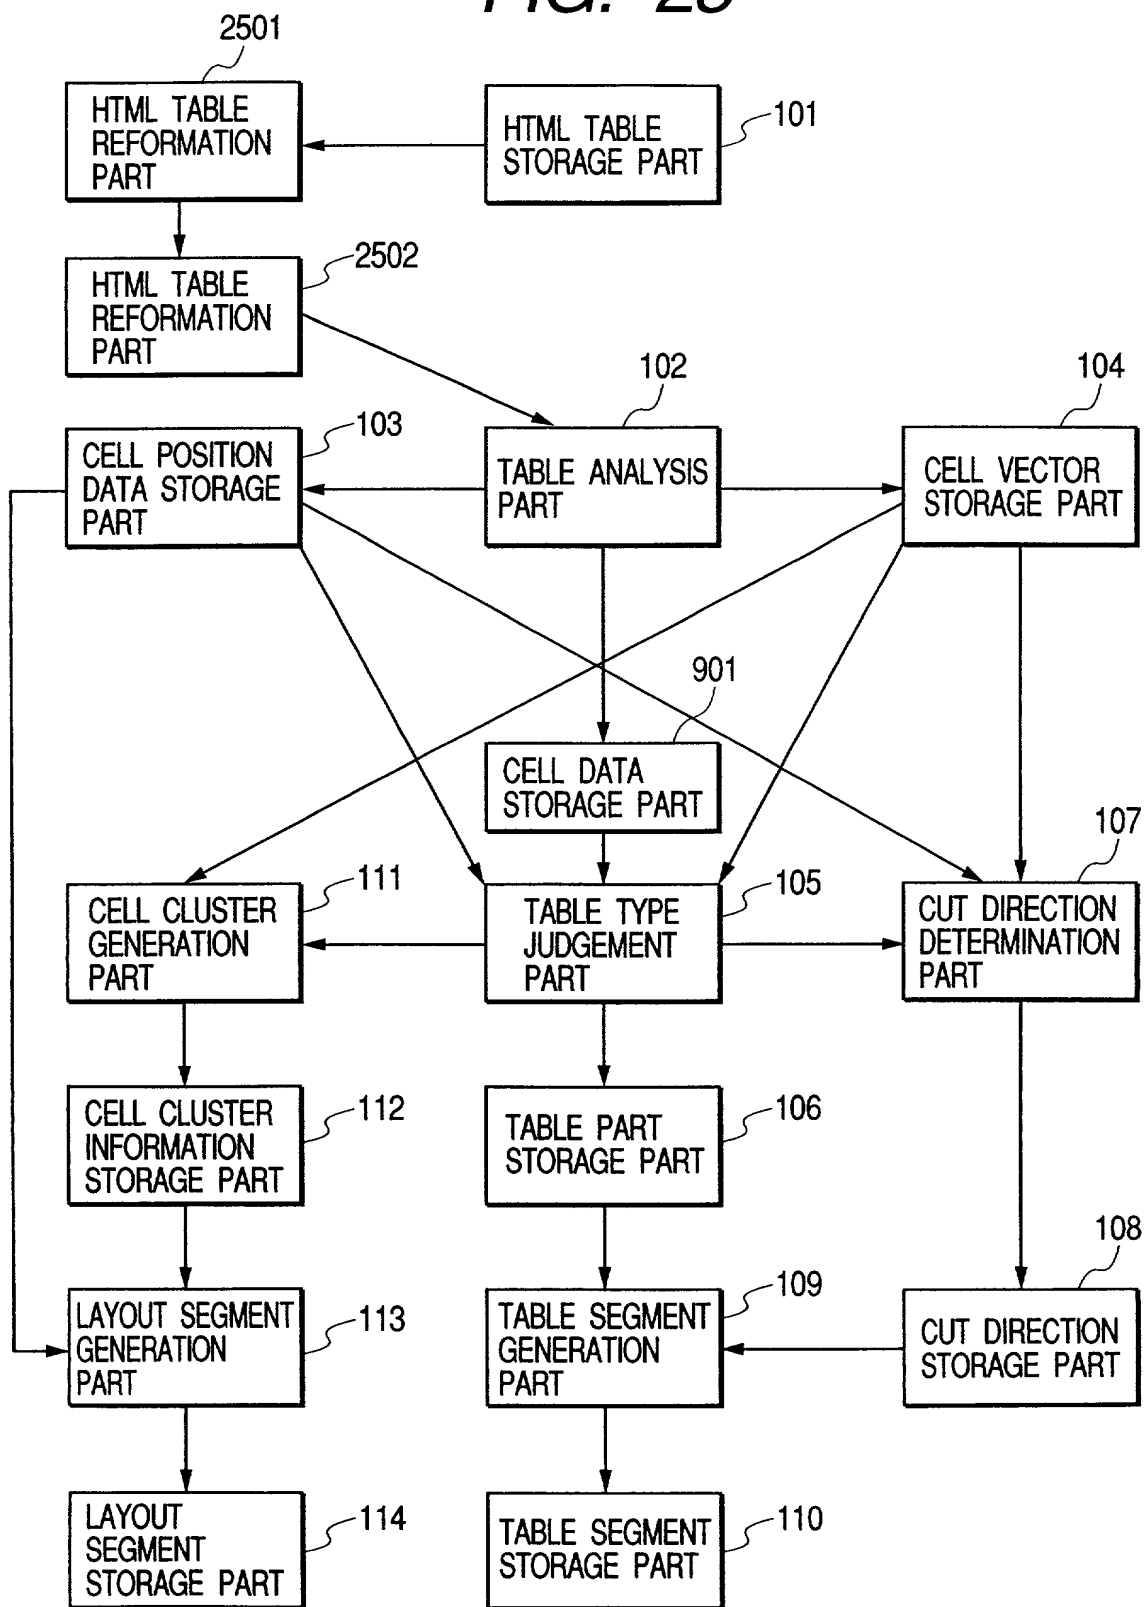 2501
HTML TABLE
REFORMATION
PART
HTML TABLE
STORAGE PART
101
HTML TABLE
REFORMATION
PART
2502
102
104
CELL POSITION
DATA STORAGE
PART
103
TABLE ANALYSIS
PART
CELL VECTOR
STORAGE PART
901
CELL DATA
STORAGE PART
107
CELL CLUSTER
GENERATION
PART
111
TABLE TYPE
JUDGEMENT
PART
105
CUT DIRECTION
DETERMINATION
PART
CELL CLUSTER
INFORMATION
STORAGE PART
112
TABLE PART
STORAGE PART
106
108
LAYOUT SEGMENT
GENERATION
PART
113
TABLE SEGMENT
GENERATION
PART
109
CUT DIRECTION
STORAGE PART
LAYOUT
SEGMENT
STORAGE PART
114
TABLE SEGMENT
STORAGE PART
110